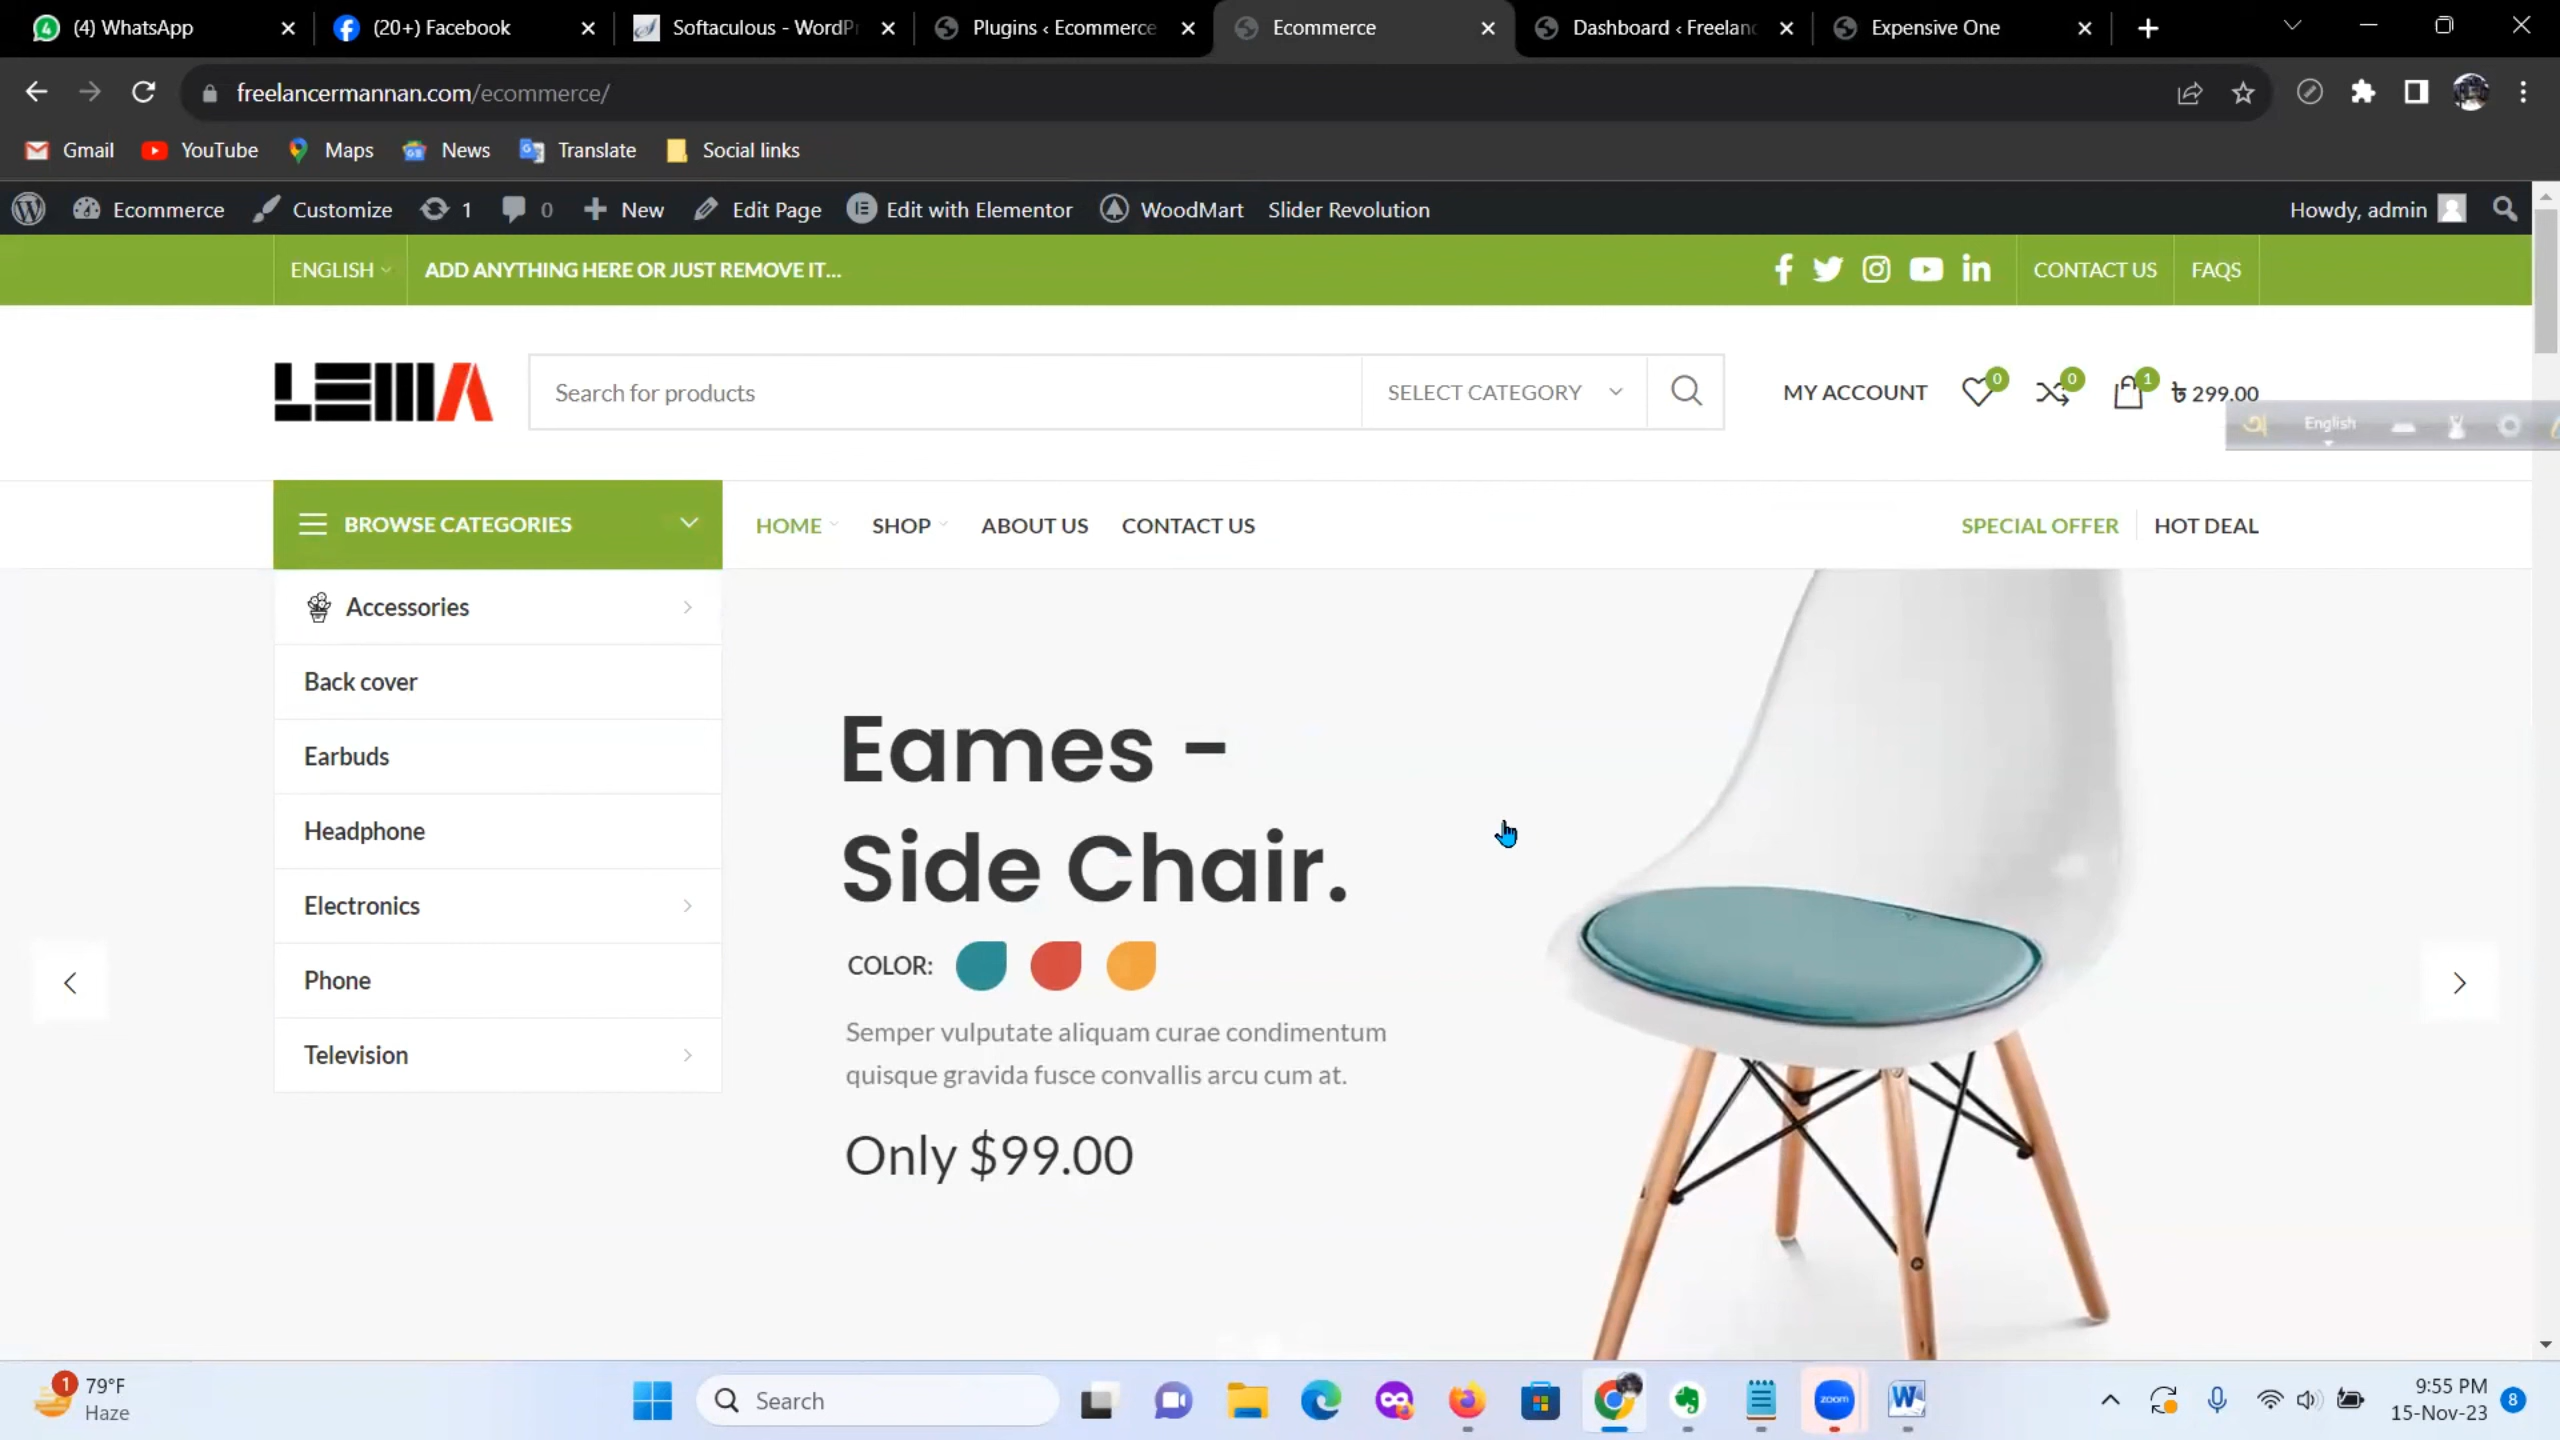 (4) WhatsApp
(20+) Facebook
Softaculous - WordPr
Plugins ‹ Ecommerce
Ecommerce
Dashboard ‹ Freelanc
Expensive One
freelancermannan.com/ecommerce/
Gmail
YouTube
Maps
News
Translate
Social links
Ecommerce
Customize
1
0
New
Edit Page
Edit with Elementor
WoodMart
Slider Revolution
Howdy, admin
ENGLISH
ADD ANYTHING HERE OR JUST REMOVE IT...
CONTACT US
FAQS
LEMA
Search for products
SELECT CATEGORY
MY ACCOUNT
0
0
1
৳ 299.00
অ
English
BROWSE CATEGORIES
HOME
SHOP
ABOUT US
CONTACT US
SPECIAL OFFER
HOT DEAL
Accessories
Back cover
Earbuds
Headphone
Electronics
Phone
Television
Eames -
Side Chair.
COLOR:
Semper vulputate aliquam curae condimentum
quisque gravida fusce convallis arcu cum at.
Only $99.00
1
79°F
Haze
Search
zoom
W
9:55 PM
15-Nov-23
8